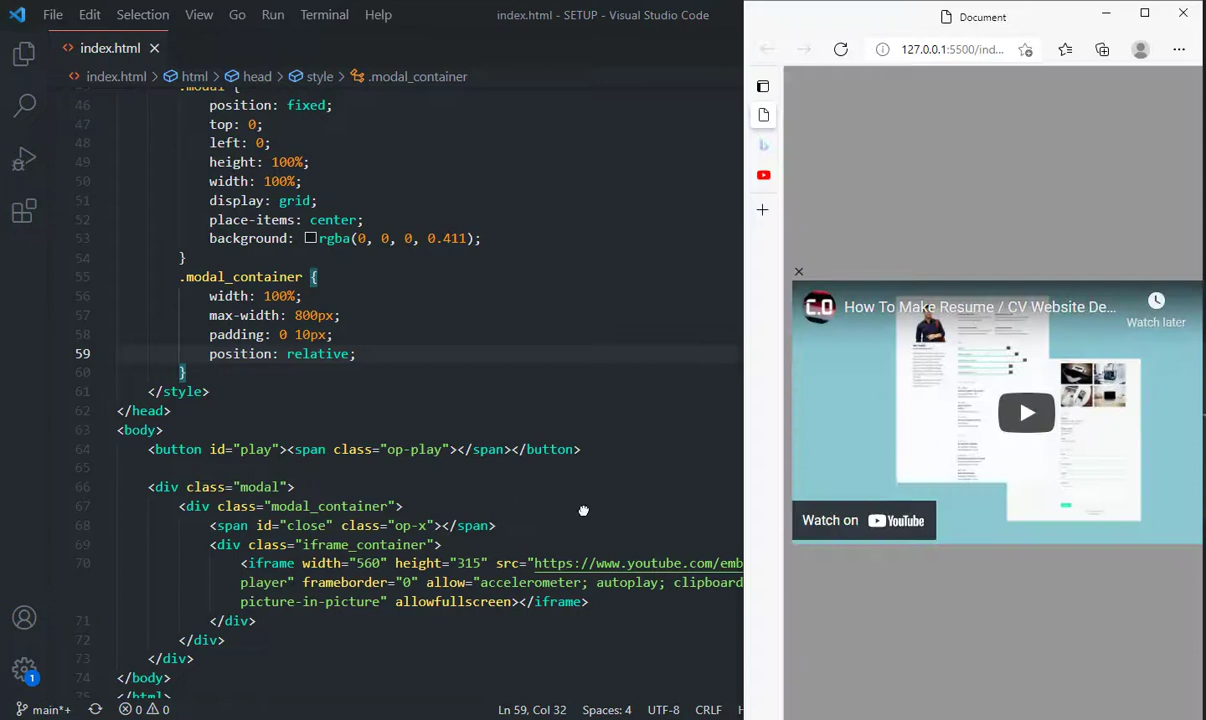 File Edit Selection View Go Run Terminal Help index.html - SETUP - Visual Studio Code
index.html
index.html > html > head > style > .modal_container
.modal {
46 position: fixed;
47 top: 0;
48 left: 0;
49 height: 100%;
50 width: 100%;
51 display: grid;
52 place-items: center;
53 background: rgba(0, 0, 0, 0.411);
54 }
55 .modal_container {
56 width: 100%;
57 max-width: 800px;
58 padding: 0 10px;
59 position: relative;
60 }
61 </style>
62 </head>
63 <body>
64 <button id="play"><span class="op-play"></span></button>
65
66 <div class="modal">
67 <div class="modal_container">
68 <span id="close" class="op-x"></span>
69 <div class="iframe_container">
70 <iframe width="560" height="315" src="https://www.youtube.com/emb
player" frameborder="0" allow="accelerometer; autoplay; clipboard
picture-in-picture" allowfullscreen></iframe>
71 </div>
72 </div>
73 </div>
74 </body>
75 </html>
1
main*+ 0 0 Ln 59, Col 32 Spaces: 4 UTF-8 CRLF H
Document
127.0.0.1:5500/ind...
C.O How To Make Resume / CV Website De...
Watch later
Watch on YouTube